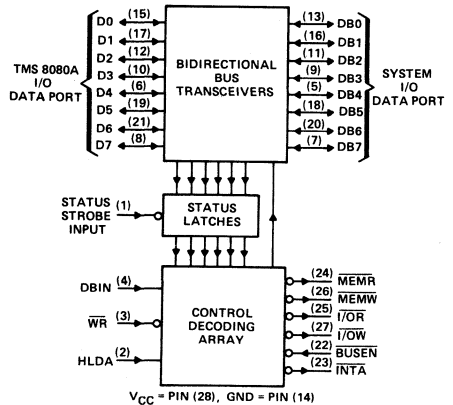 D0 (15) (13) DB0
D1 (17) (16) DB1
D2 (12) (11) DB2
D3 (10) (9) DB3
D4 (6) (5) DB4
D5 (19) (18) DB5
D6 (21) (20) DB6
D7 (8) (7) DB7
TMS 8080A
I/O
DATA PORT
BIDIRECTIONAL
BUS
TRANSCEIVERS
SYSTEM
I/O
DATA PORT
STATUS
STROBE
INPUT
(1)
STATUS
LATCHES
DBIN (4)
WR (3)
HLDA (2)
CONTROL
DECODING
ARRAY
(24) MEMR
(26) MEMW
(25) I/OR
(27) I/OW
(22) BUSEN
(23) INTA
VCC = PIN (28), GND = PIN (14)